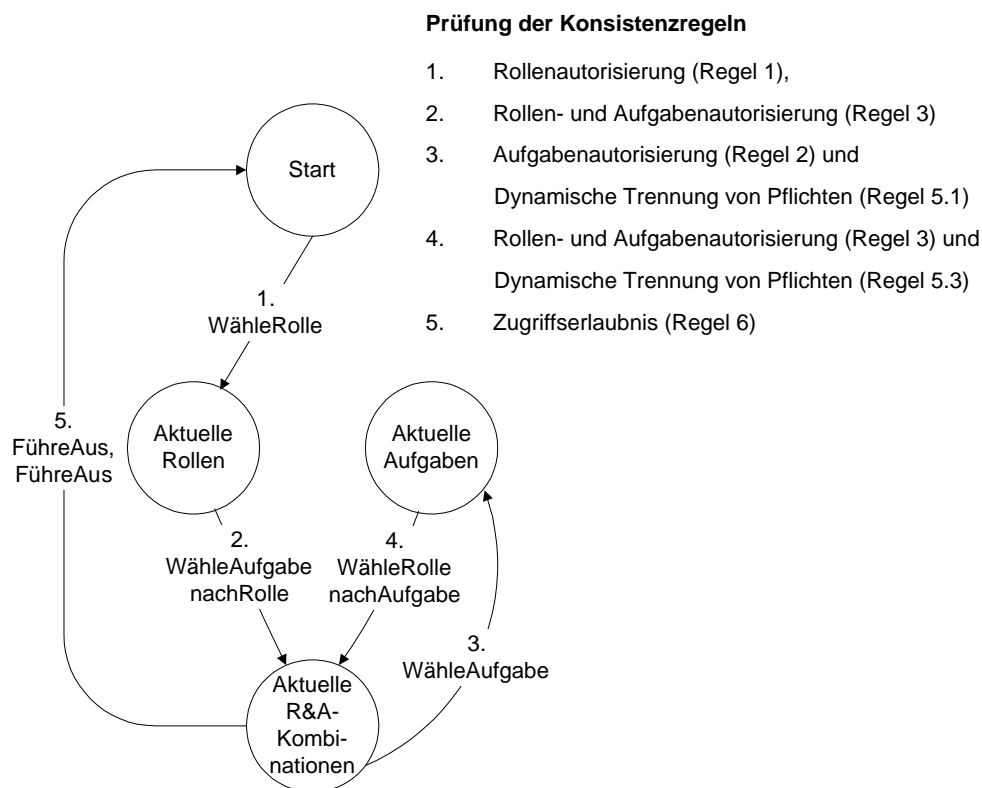 Prüfung der Konsistenzregeln
1. Rollenautorisierung (Regel 1),
2. Rollen- und Aufgabenautorisierung (Regel 3)
3. Aufgabenautorisierung (Regel 2) und
Dynamische Trennung von Pflichten (Regel 5.1)
4. Rollen- und Aufgabenautorisierung (Regel 3) und
Dynamische Trennung von Pflichten (Regel 5.3)
5. Zugriffserlaubnis (Regel 6)
Start
1.
WähleRolle
5.
FühreAus,
FühreAus
Aktuelle
Rollen
Aktuelle
Aufgaben
2.
WähleAufgabe
nachRolle
4.
WähleRolle
nachAufgabe
3.
WähleAufgabe
Aktuelle
R&A-
Kombi-
nationen